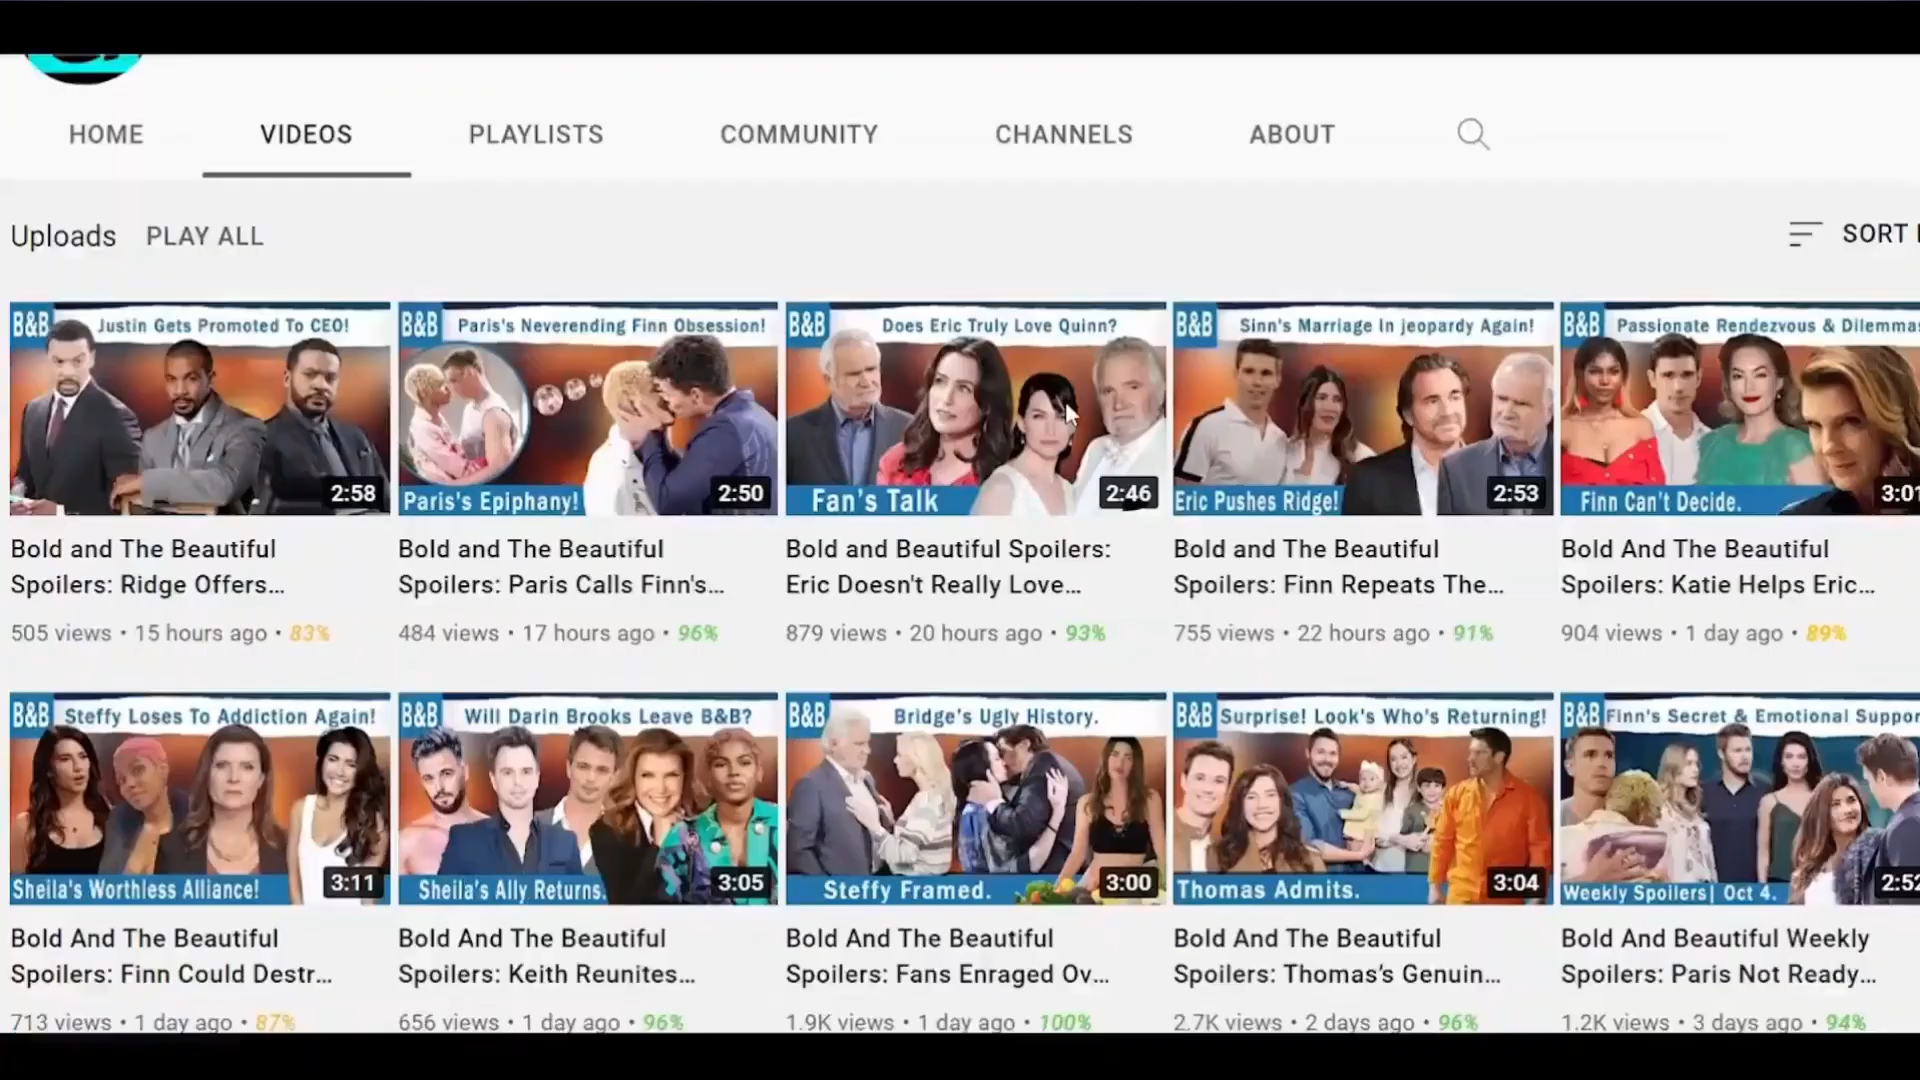 HOME
VIDEOS
PLAYLISTS
COMMUNITY
CHANNELS
ABOUT
Uploads
PLAY ALL
SORT
B&B
Justin Gets Promoted To CEO!
2:58
B&B
Paris's Neverending Finn Obsession!
Paris's Epiphany!
2:50
B&B
Does Eric Truly Love Quinn?
Fan's Talk
2:46
B&B
Sinn's Marriage In jeopardy Again!
Eric Pushes Ridge!
2:53
B&B
Passionate Rendezvous & Dilemmas
Finn Can't Decide.
3:01
Bold and The Beautiful
Spoilers: Ridge Offers...
505 views • 15 hours ago • 83%
Bold and The Beautiful
Spoilers: Paris Calls Finn's...
484 views • 17 hours ago • 96%
Bold and Beautiful Spoilers:
Eric Doesn't Really Love...
879 views • 20 hours ago • 93%
Bold and The Beautiful
Spoilers: Finn Repeats The...
755 views • 22 hours ago • 91%
Bold And The Beautiful
Spoilers: Katie Helps Eric...
904 views • 1 day ago • 89%
B&B
Steffy Loses To Addiction Again!
Sheila's Worthless Alliance!
3:11
B&B
Will Darin Brooks Leave B&B?
Sheila's Ally Returns.
3:05
B&B
Bridge's Ugly History.
Steffy Framed.
3:00
B&B
Surprise! Look's Who's Returning!
Thomas Admits.
3:04
B&B
Finn's Secret & Emotional Suppor
Weekly Spoilers| Oct 4.
2:52
Bold And The Beautiful
Spoilers: Finn Could Destr...
713 views • 1 day ago • 87%
Bold And The Beautiful
Spoilers: Keith Reunites...
656 views • 1 day ago • 96%
Bold And The Beautiful
Spoilers: Fans Enraged Ov...
1.9K views • 1 day ago • 100%
Bold And The Beautiful
Spoilers: Thomas's Genuin...
2.7K views • 2 days ago • 96%
Bold And Beautiful Weekly
Spoilers: Paris Not Ready...
1.2K views • 3 days ago • 94%